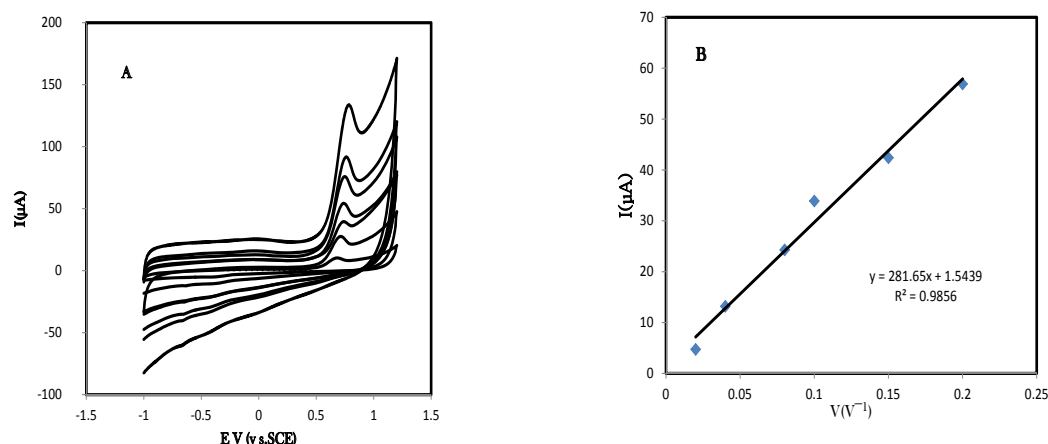 A
200
150
100
50
0
-50
-100
-1.5 -1 -0.5 0 0.5 1 1.5
I(µA)
E V (v s.SCE)
B
70
60
50
40
30
20
10
0
0 0.05 0.1 0.15 0.2 0.25
I(µA)
V(V⁻¹)
y = 281.65x + 1.5439
R² = 0.9856